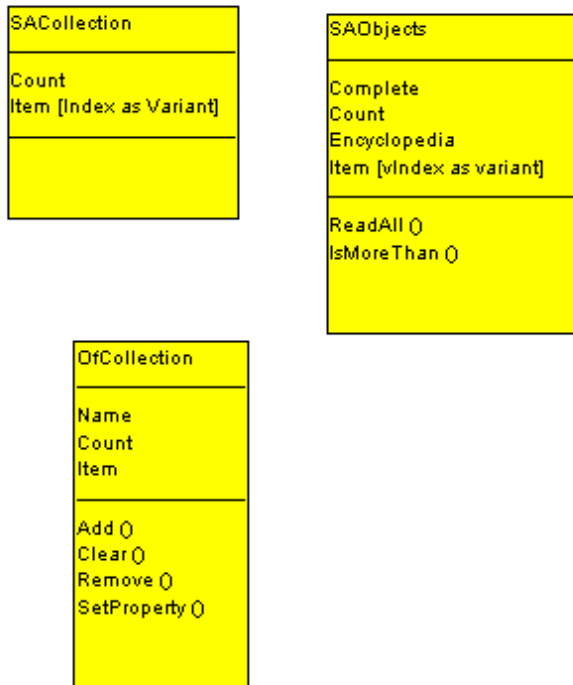 SACollection
Count
Item [Index as Variant]
SAObjects
Complete
Count
Encyclopedia
Item [vIndex as variant]
ReadAll ()
IsMoreThan ()
OfCollection
Name
Count
Item
Add ()
Clear ()
Remove ()
SetProperty ()